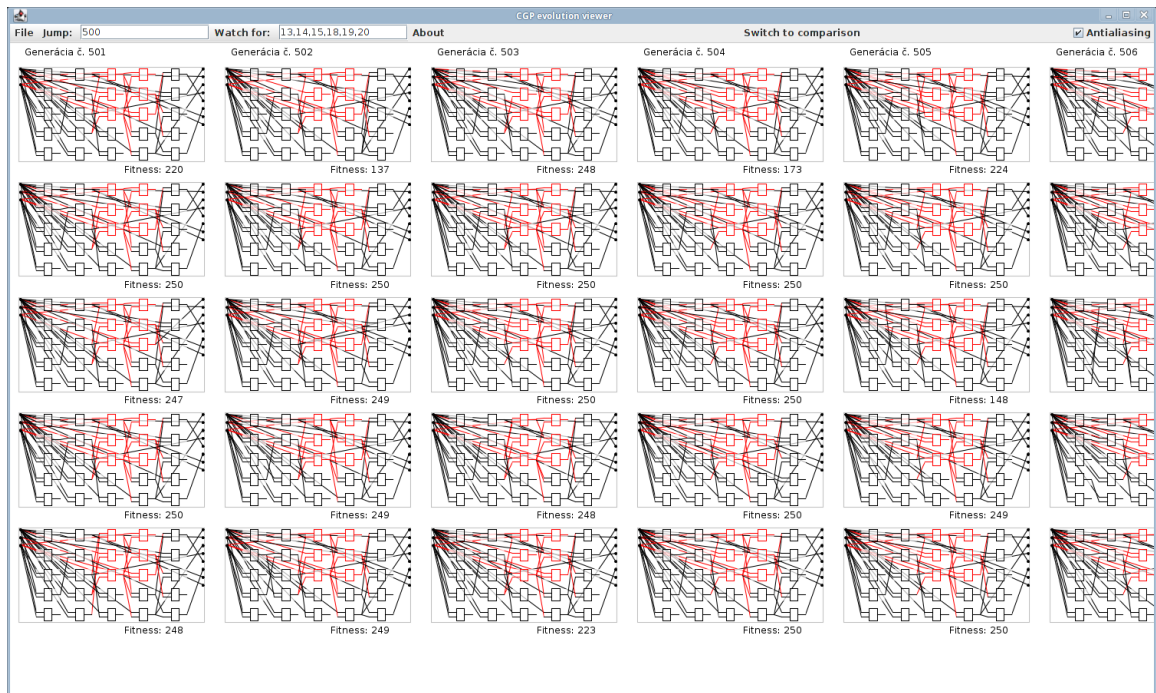 CGP evolution viewer
File Jump: 500 Watch for: 13,14,15,18,19,20 About Switch to comparison Antialiasing
Generácia č. 501 Generácia č. 502 Generácia č. 503 Generácia č. 504 Generácia č. 505 Generácia č. 506
Fitness: 220 Fitness: 137 Fitness: 248 Fitness: 173 Fitness: 224
Fitness: 250 Fitness: 250 Fitness: 250 Fitness: 250 Fitness: 250
Fitness: 247 Fitness: 249 Fitness: 250 Fitness: 250 Fitness: 148
Fitness: 250 Fitness: 249 Fitness: 248 Fitness: 250 Fitness: 249
Fitness: 248 Fitness: 249 Fitness: 223 Fitness: 250 Fitness: 250